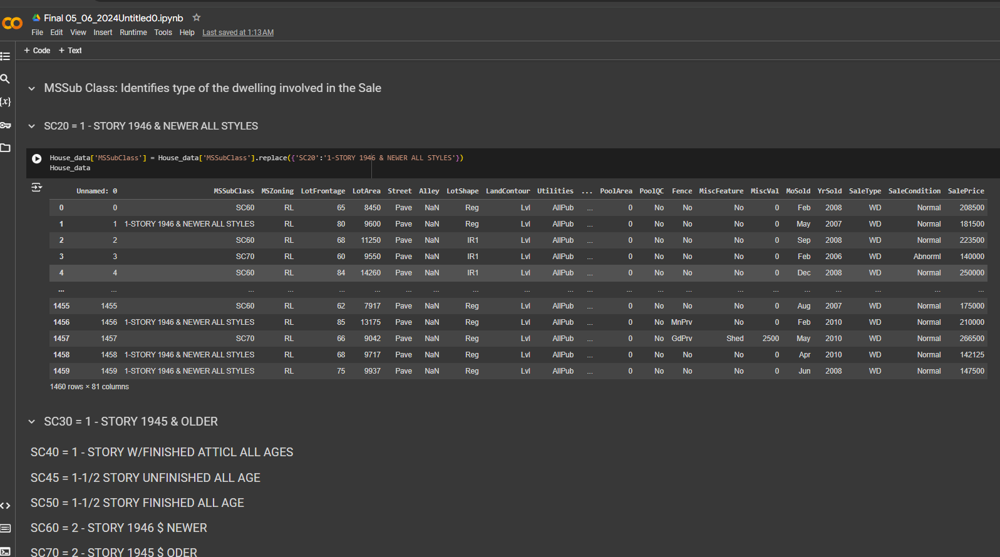 Final 05_06_2024Untitled0.ipynb
File Edit View Insert Runtime Tools Help Last saved at 1:13 AM
+ Code + Text
MSSub Class: Identifies type of the dwelling involved in the Sale
SC20 = 1 - STORY 1946 & NEWER ALL STYLES
House_data['MSSubClass'] = House_data['MSSubClass'].replace({'SC20':'1-STORY 1946 & NEWER ALL STYLES'})
House_data
Unnamed: 0 MSSubClass MSZoning LotFrontage LotArea Street Alley LotShape LandContour Utilities ... PoolArea PoolQC Fence MiscFeature MiscVal MoSold YrSold SaleType SaleCondition SalePrice
0 0 SC60 RL 65 8450 Pave NaN Reg Lvl AllPub ... 0 No No No 0 Feb 2008 WD Normal 208500
1 1 1-STORY 1946 & NEWER ALL STYLES RL 80 9600 Pave NaN Reg Lvl AllPub ... 0 No No No 0 May 2007 WD Normal 181500
2 2 SC60 RL 68 11250 Pave NaN IR1 Lvl AllPub ... 0 No No No 0 Sep 2008 WD Normal 223500
3 3 SC70 RL 60 9550 Pave NaN IR1 Lvl AllPub ... 0 No No No 0 Feb 2006 WD Abnorml 140000
4 4 SC60 RL 84 14260 Pave NaN IR1 Lvl AllPub ... 0 No No No 0 Dec 2008 WD Normal 250000
... ... ... ... ... ... ... ... ... ... ... ... ... ... ... ... ... ... ... ... ... ...
1455 1455 SC60 RL 62 7917 Pave NaN Reg Lvl AllPub ... 0 No No No 0 Aug 2007 WD Normal 175000
1456 1456 1-STORY 1946 & NEWER ALL STYLES RL 85 13175 Pave NaN Reg Lvl AllPub ... 0 No MnPrv No 0 Feb 2010 WD Normal 210000
1457 1457 SC70 RL 66 9042 Pave NaN Reg Lvl AllPub ... 0 No GdPrv Shed 2500 May 2010 WD Normal 266500
1458 1458 1-STORY 1946 & NEWER ALL STYLES RL 68 9717 Pave NaN Reg Lvl AllPub ... 0 No No No 0 Apr 2010 WD Normal 142125
1459 1459 1-STORY 1946 & NEWER ALL STYLES RL 75 9937 Pave NaN Reg Lvl AllPub ... 0 No No No 0 Jun 2008 WD Normal 147500
1460 rows × 81 columns
SC30 = 1 - STORY 1945 & OLDER
SC40 = 1 - STORY W/FINISHED ATTICL ALL AGES
SC45 = 1-1/2 STORY UNFINISHED ALL AGE
SC50 = 1-1/2 STORY FINISHED ALL AGE
SC60 = 2 - STORY 1946 $ NEWER
SC70 = 2 - STORY 1945 $ ODER